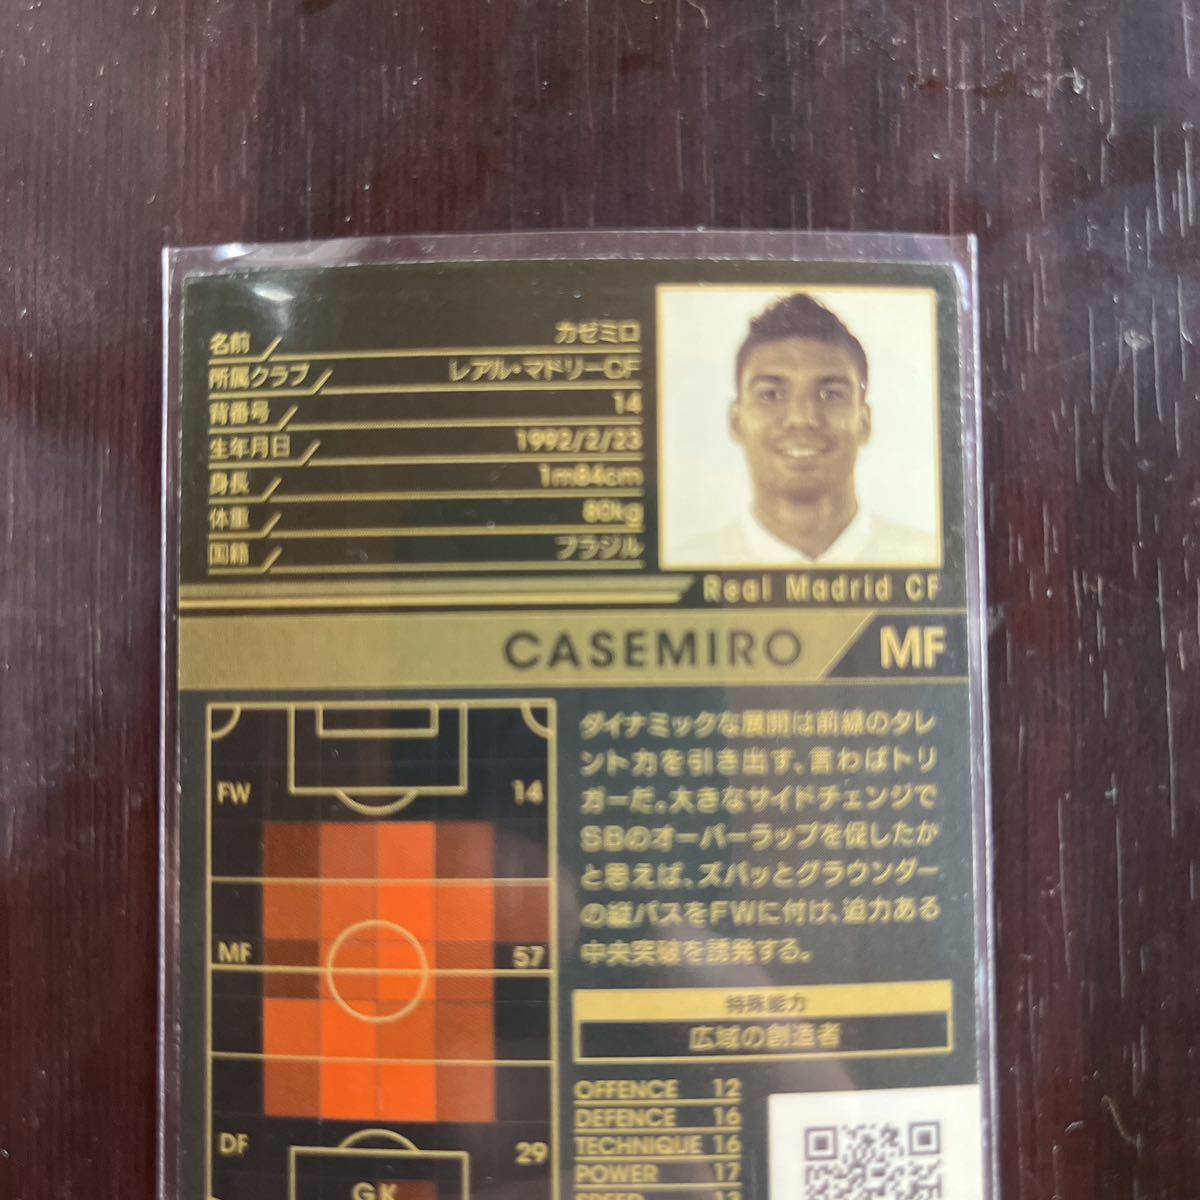 名前 カゼミロ
所属クラブ レアル・マドリーCF
背番号 14
生年月日 1992/2/23
身長 1m84cm
体重 80kg
国籍 ブラジル
Real Madrid CF
CASEMIRO MF
FW 14
MF 57
DF 29
GK
ダイナミックな展開は前線のタレ
ント力を引き出す、言わばトリ
ガーだ。大きなサイドチェンジで
SBのオーバーラップを促したか
と思えば、ズバッとグラウンダー
の縦パスをFWに付け、迫力ある
中央突破を誘発する。
特殊能力
広域の創造者
OFFENCE 12
DEFENCE 16
TECHNIQUE 16
POWER 17
SPEED 13